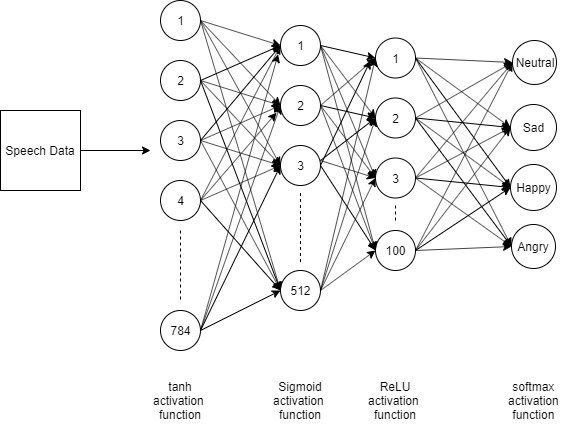 Speech Data
1
2
3
4
784
1
2
3
512
1
2
3
100
Neutral
Sad
Happy
Angry
tanh
activation
function
Sigmoid
activation
function
ReLU
activation
function
softmax
activation
function